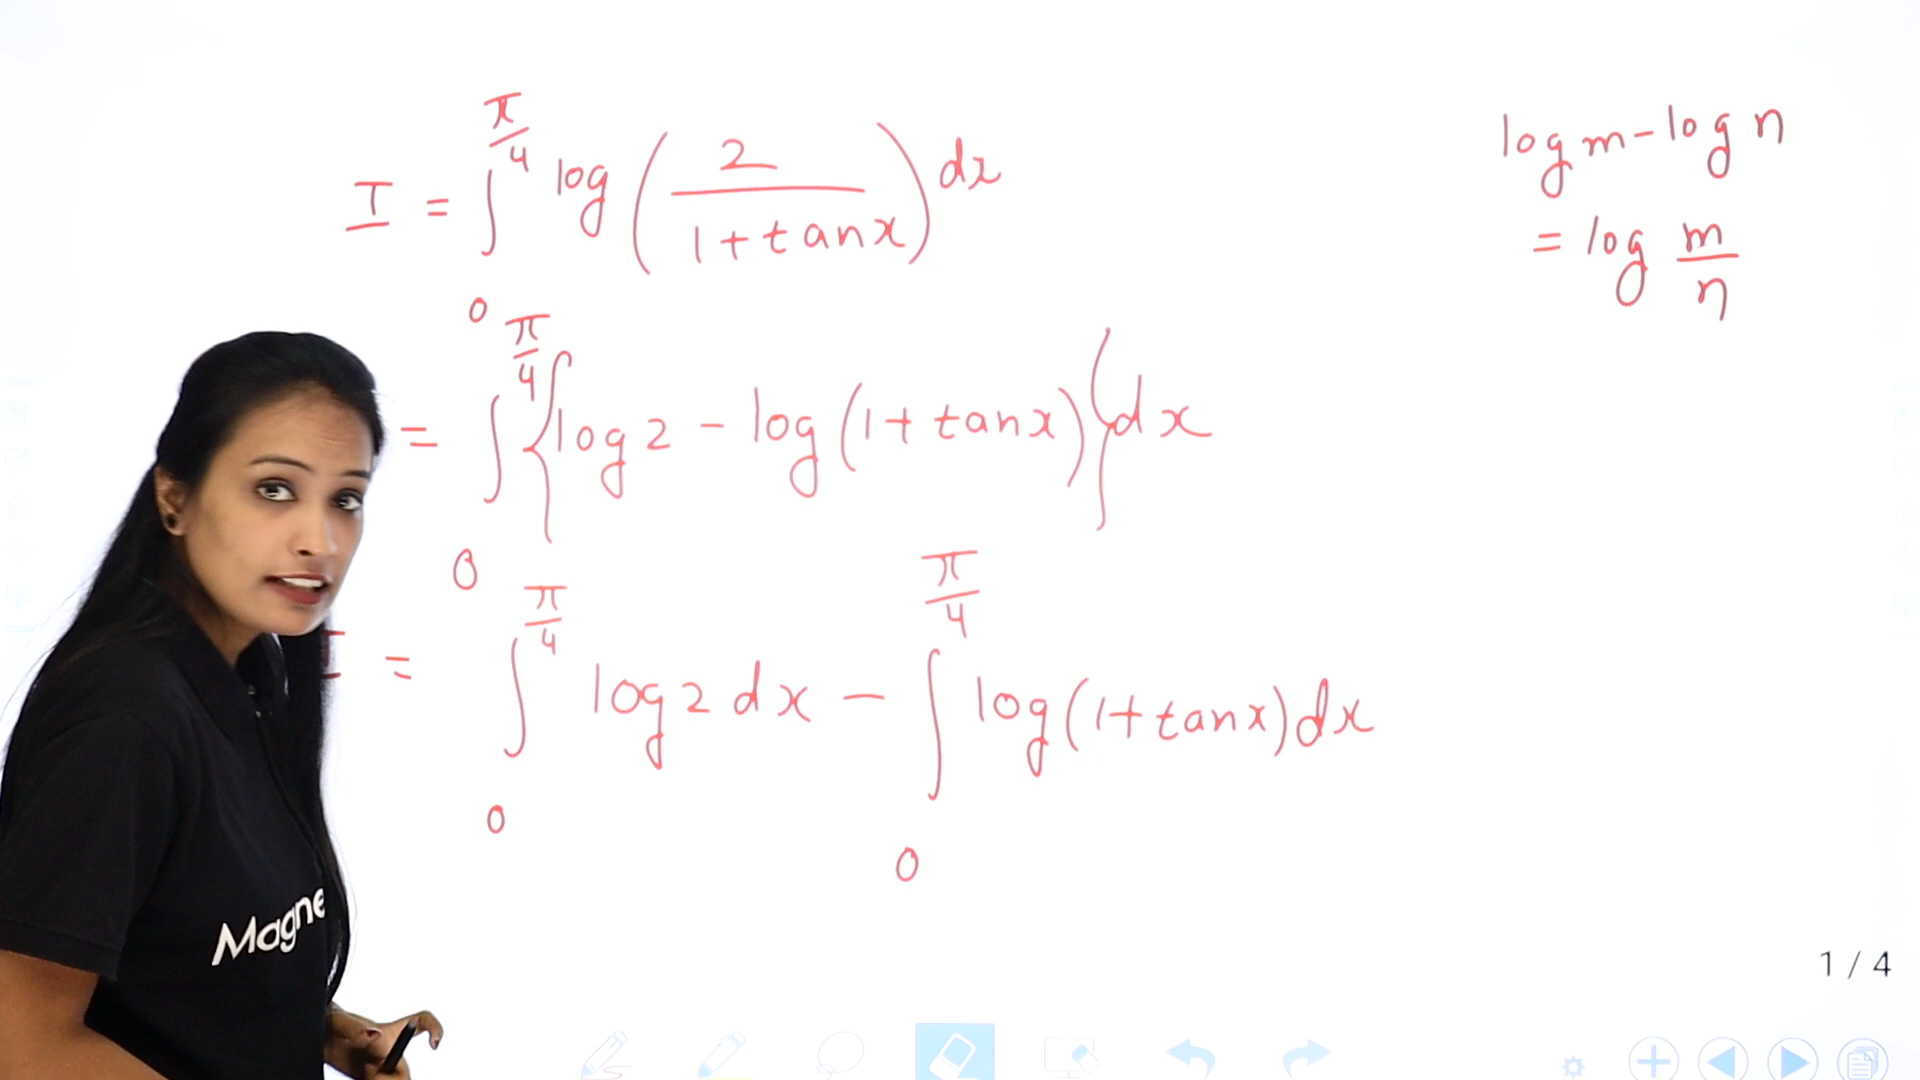 I = ∫₀^(π/4) log (2/(1+tanx)) dx
log m - log n
= log m/n
= ∫₀^(π/4) {log 2 - log(1+tanx)} dx
I = ∫₀^(π/4) log 2 dx - ∫₀^(π/4) log(1+tanx) dx
Magne
1 / 4